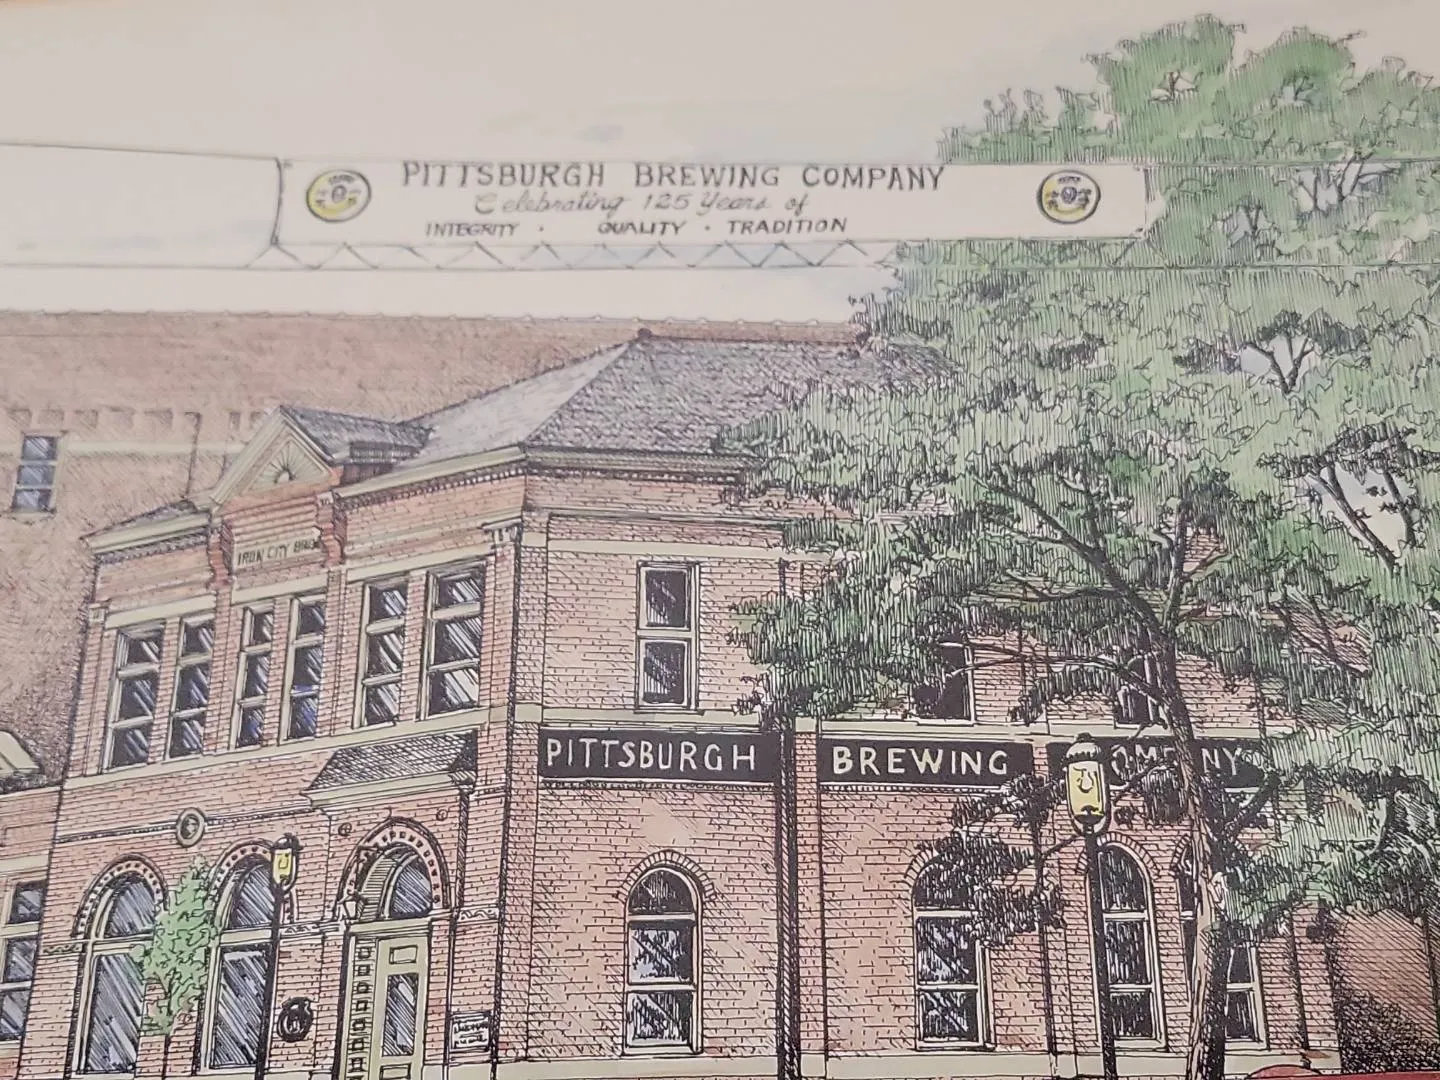 PITTSBURGH BREWING COMPANY
Celebrating 125 Years of
INTEGRITY · QUALITY · TRADITION
IRON CITY
PITTSBURGH BREWING